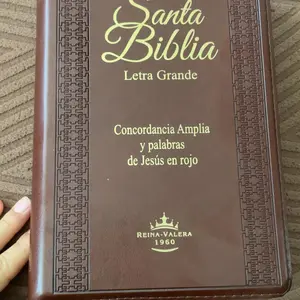 Santa
Biblia
Letra Grande
Concordancia Amplia
y palabras
de Jesús en rojo
REINA-VALERA
1960